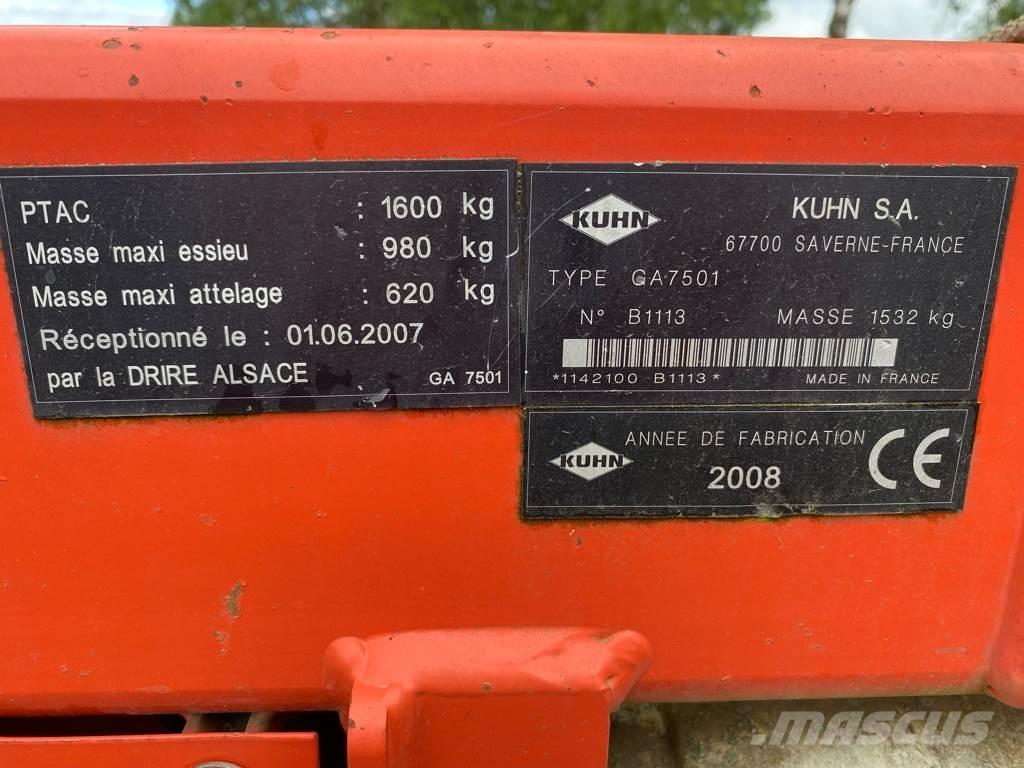 PTAC : 1600 kg
Masse maxi essieu : 980 kg
Masse maxi attelage : 620 kg
Réceptionné le : 01.06.2007
par la DRIRE ALSACE GA 7501
KUHN KUHN S.A.
67700 SAVERNE-FRANCE
TYPE GA7501
N° B1113 MASSE 1532 kg
*1142100 B1113* MADE IN FRANCE
KUHN ANNEE DE FABRICATION CE
2008
MASCUS